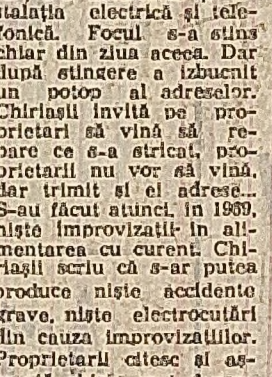 stalația electrică și tele-
fonică. Focul s-a stins
chiar din ziua aceea. Dar
după stingere a izbucnit
un potop al adreselor.
Chiriașii invită pe pro-
prietari să vină să re-
pare ce s-a stricat, pro-
prietarii nu vor să vină,
dar trimit și ei adrese...
S-au făcut atunci, în 1969,
niște improvizații în ali-
mentarea cu curent. Chi-
riașii scriu că s-ar putea
produce niște accidente
grave, niște electrocutări
din cauza improvizațiilor.
Proprietarii citesc și aș-